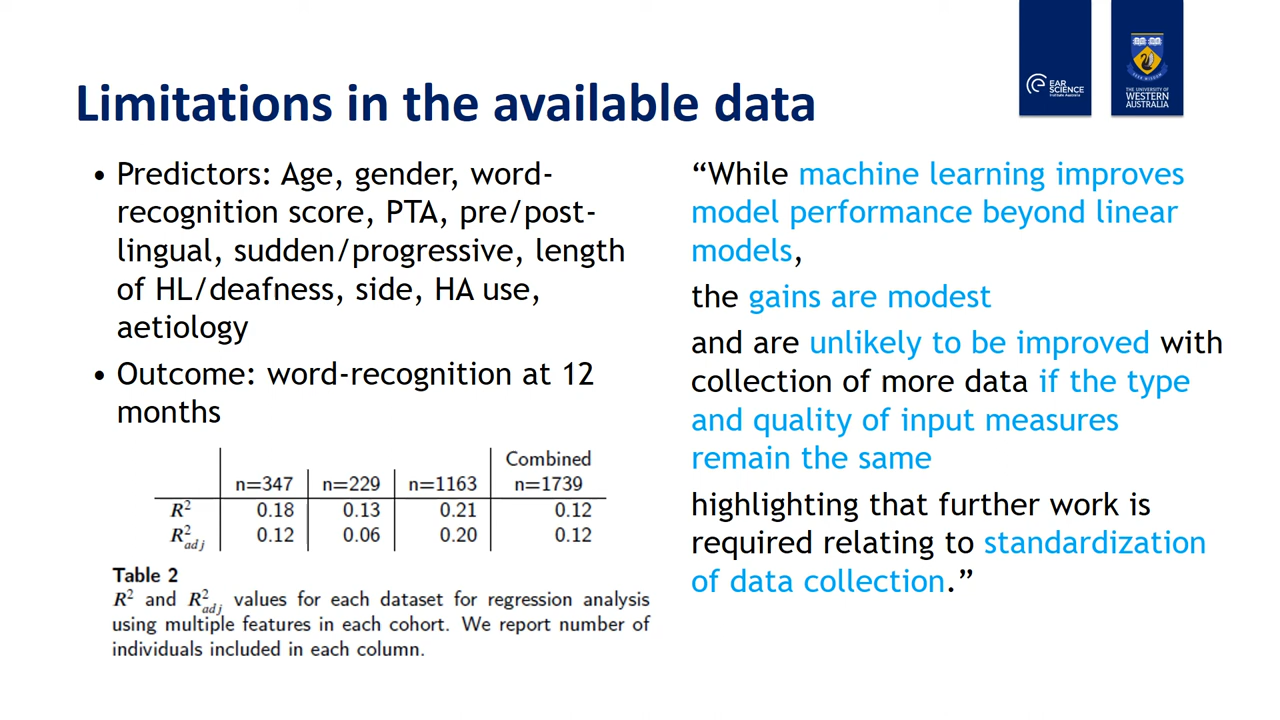 EAR
SCIENCE
Institute Australia
THE UNIVERSITY OF
WESTERN
AUSTRALIA
Limitations in the available data
• Predictors: Age, gender, word-
recognition score, PTA, pre/post-
lingual, sudden/progressive, length
of HL/deafness, side, HA use,
aetiology
• Outcome: word-recognition at 12
months
Combined
n=347 n=229 n=1163 n=1739
R² 0.18 0.13 0.21 0.12
R²adj 0.12 0.06 0.20 0.12
Table 2
R² and R²adj values for each dataset for regression analysis
using multiple features in each cohort. We report number of
individuals included in each column.
“While machine learning improves
model performance beyond linear
models,
the gains are modest
and are unlikely to be improved with
collection of more data if the type
and quality of input measures
remain the same
highlighting that further work is
required relating to standardization
of data collection.”